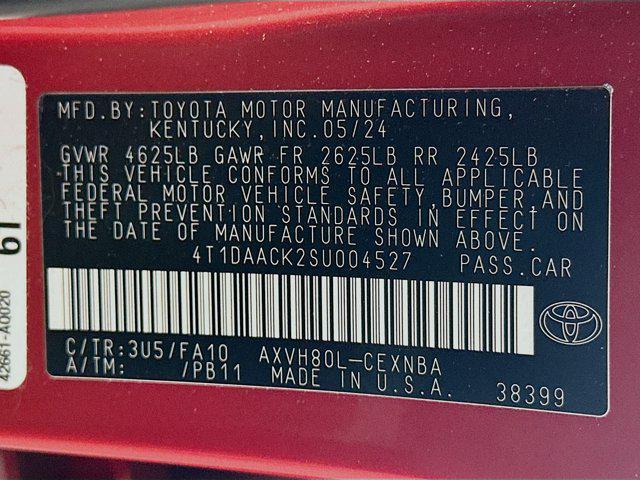 MFD.BY:TOYOTA MOTOR MANUFACTURING,
KENTUCKY,INC.05/24
GVWR 4625LB GAWR FR 2625LB RR 2425LB
THIS VEHICLE CONFORMS TO ALL APPLICABLE
FEDERAL MOTOR VEHICLE SAFETY,BUMPER,AND
THEFT PREVENTION STANDARDS IN EFFECT ON
THE DATE OF MANUFACTURE SHOWN ABOVE.
4T1DAACK2SU004527 PASS.CAR
C/TR:3U5/FA10 AXVH80L-CEXNBA
A/TM: /PB11 MADE IN U.S.A.
38399
42661-A0020